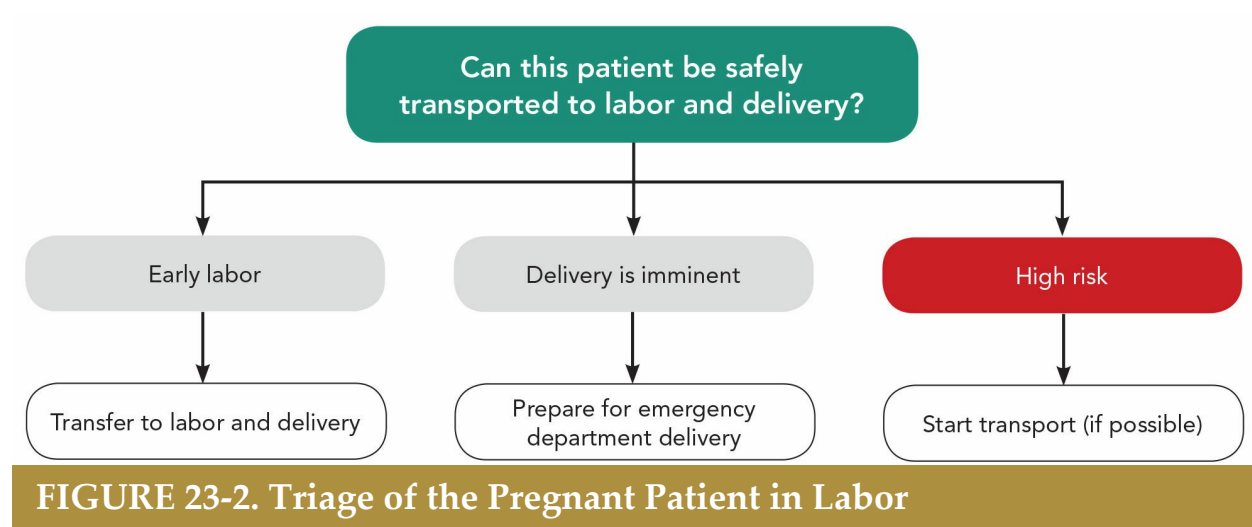 Can this patient be safely
transported to labor and delivery?
Early labor
Delivery is imminent
High risk
Transfer to labor and delivery
Prepare for emergency
department delivery
Start transport (if possible)
FIGURE 23-2. Triage of the Pregnant Patient in Labor